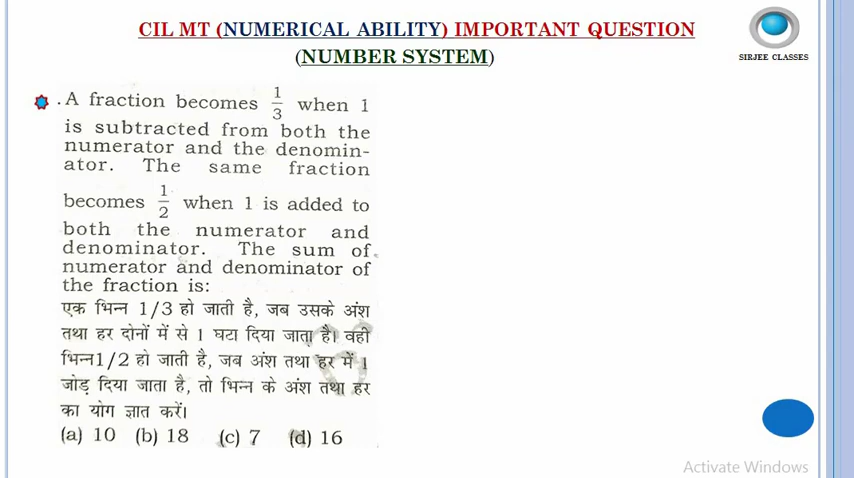 CIL MT (NUMERICAL ABILITY) IMPORTANT QUESTION
(NUMBER SYSTEM)
SIRJEE CLASSES
. A fraction becomes 1/3 when 1
is subtracted from both the
numerator and the denomin-
ator. The same fraction
becomes 1/2 when 1 is added to
both the numerator and
denominator. The sum of
numerator and denominator of
the fraction is:
एक भिन्न 1/3 हो जाती है, जब उसके अंश
तथा हर दोनों में से 1 घटा दिया जाता है। वही
भिन्न1/2 हो जाती है, जब अंश तथा हर में 1
जोड़ दिया जाता है, तो भिन्न के अंश तथा हर
का योग ज्ञात करें।
(a) 10 (b) 18 (c) 7 (d) 16
Activate Windows